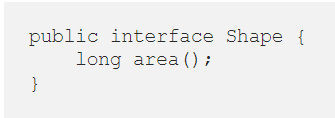 public interface Shape {
    long area();
}